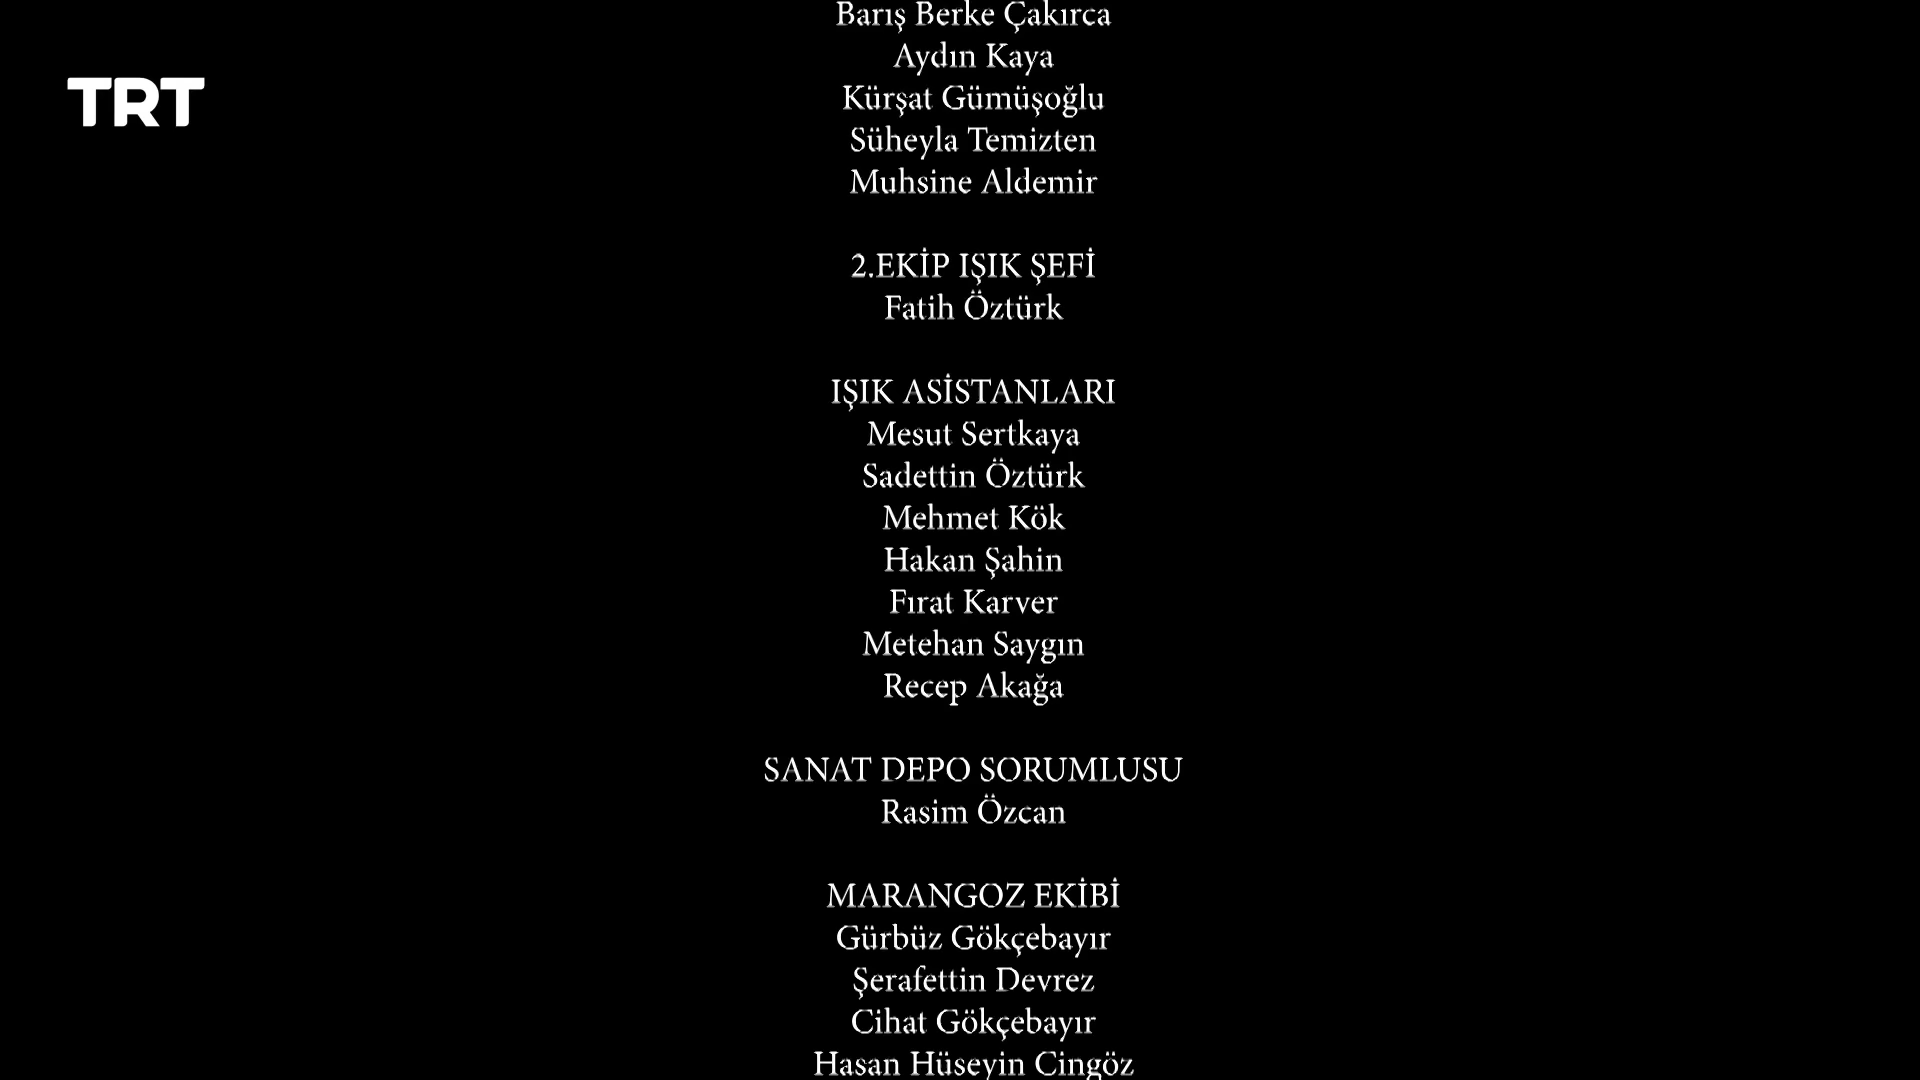 Barış Berke Çakırca
TRT
Aydın Kaya
Kürşat Gümüşoğlu
Süheyla Temizten
Muhsine Aldemir
2.EKİP IŞIK ŞEFİ
Fatih Öztürk
IŞIK ASİSTANLARI
Mesut Sertkaya
Sadettin Öztürk
Mehmet Kök
Hakan Şahin
Fırat Karver
Metehan Saygın
Recep Akağa
SANAT DEPO SORUMLUSU
Rasim Özcan
MARANGOZ EKİBİ
Gürbüz Gökçebayır
Şerafettin Devrez
Cihat Gökçebayır
Hasan Hüseyin Cingöz